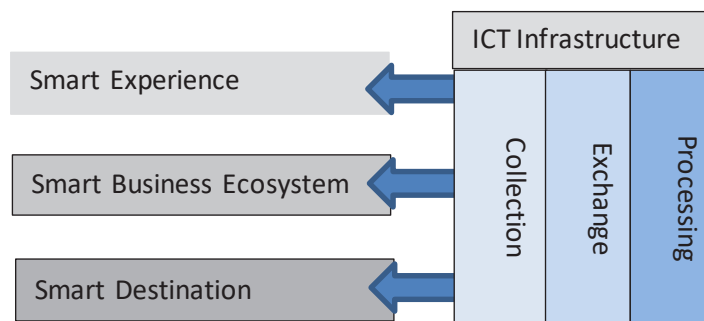 ICT Infrastructure
Smart Experience
Smart Business Ecosystem
Smart Destination
Collection
Exchange
Processing